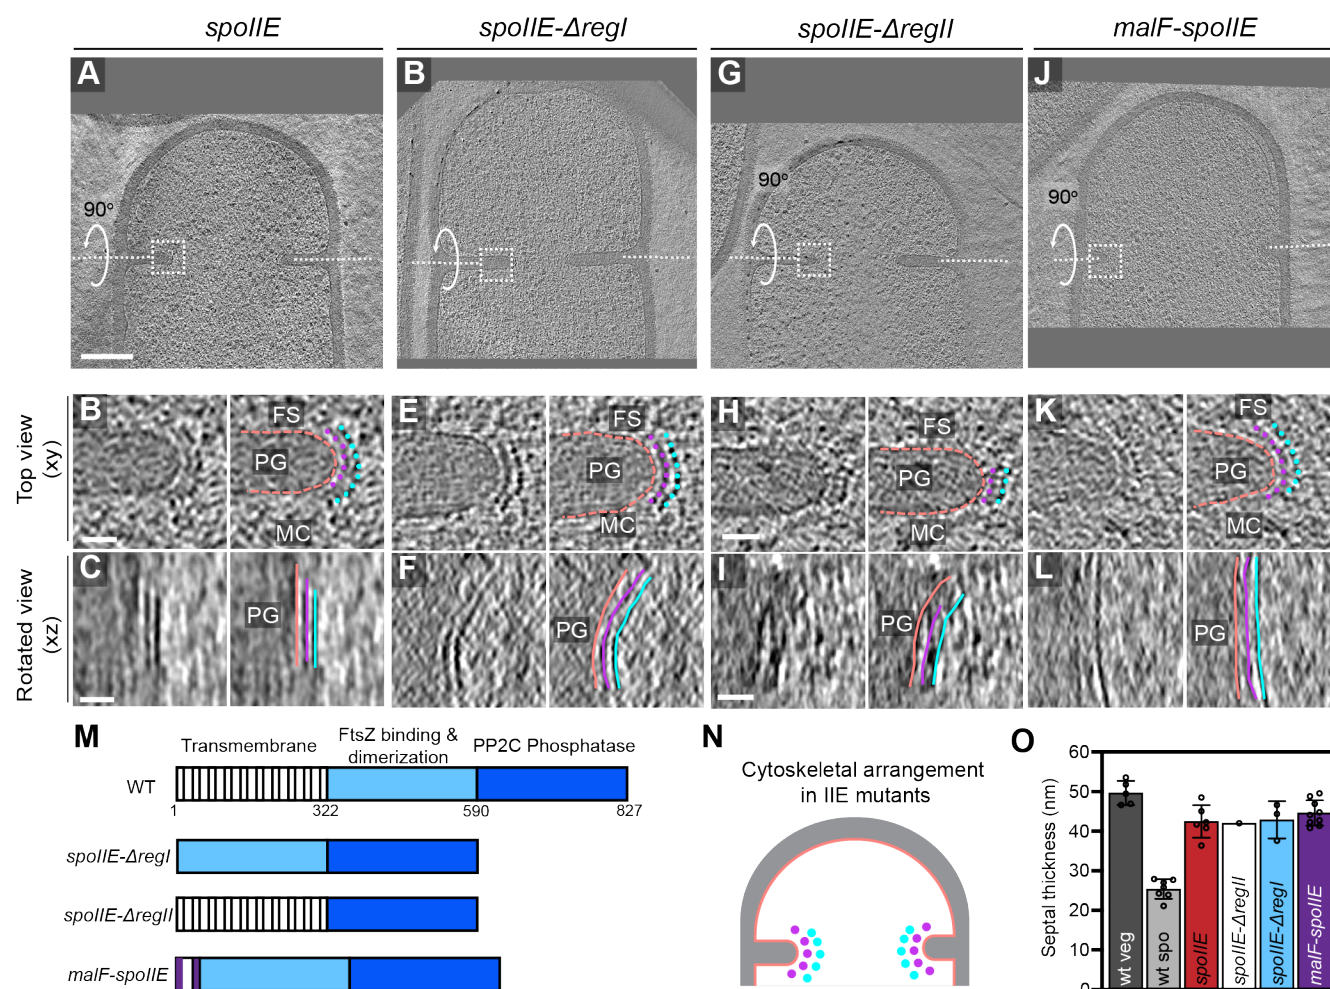 spoIIE
spoIIE-ΔregI
spoIIE-ΔregII
malF-spoIIE
A
B
G
J
90°
90°
90°
Top view
(xy)
B
FS
PG
MC
E
FS
PG
MC
H
FS
PG
MC
K
FS
PG
MC
Rotated view
(xz)
C
PG
F
PG
I
PG
L
PG
M
Transmembrane
FtsZ binding &
dimerization
PP2C Phosphatase
WT
1
322
590
827
spoIIE-ΔregI
spoIIE-ΔregII
malF-spoIIE
N
Cytoskeletal arrangement
in IIE mutants
O
Septal thickness (nm)
60
50
40
30
20
10
0
wt veg
wt spo
spoIIE
spoIIE-ΔregII
spoIIE-ΔregI
malF-spoIIE